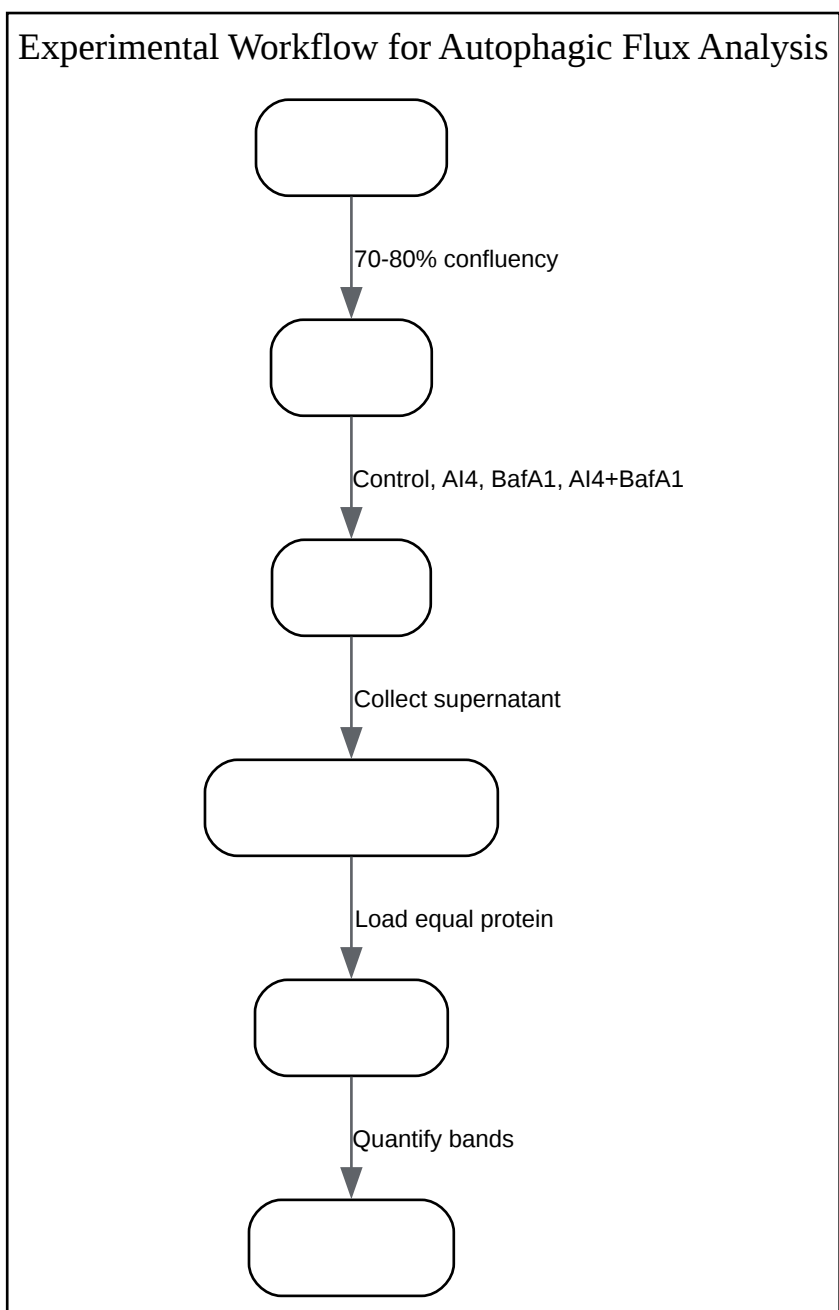 Experimental Workflow for Autophagic Flux Analysis
70-80% confluency
Control, AI4, BafA1, AI4+BafA1
Collect supernatant
Load equal protein
Quantify bands